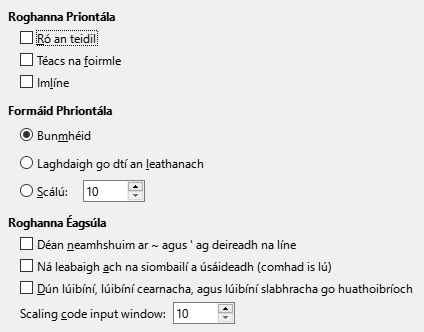 Roghanna Priontála
Ró an teidil
Téacs na foirmle
Imlíne
Formáid Phriontála
Bunmhéid
Laghdaigh go dtí an leathanach
Scálú: 10
Roghanna Éagsúla
Déan neamhshuim ar ~ agus ' ag deireadh na líne
Ná leabaigh ach na siombailí a úsáideadh (comhad is lú)
Dún lúibíní, lúibíní cearnacha, agus lúibíní slabhracha go huathoibríoch
Scaling code input window: 10